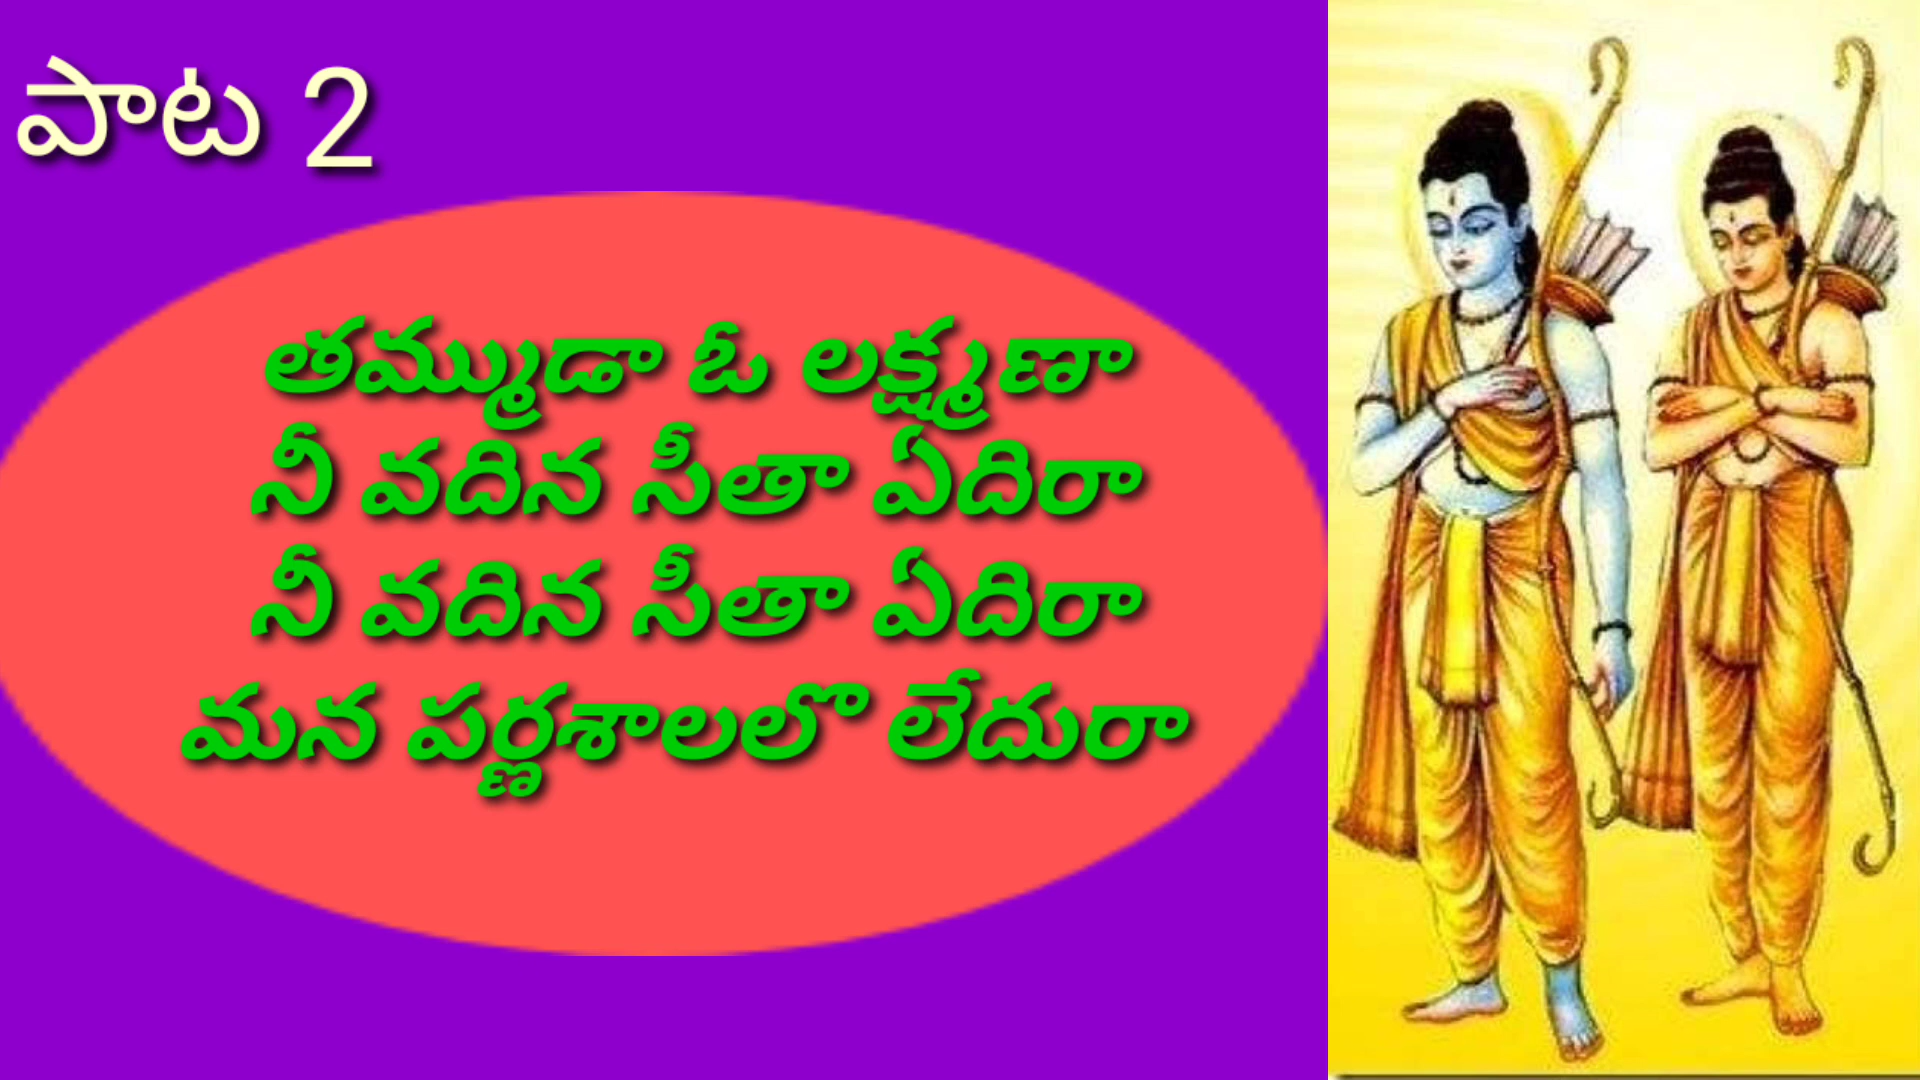 పాట 2
తమ్ముడా ఓ లక్ష్మణా
నీ వదిన సీతా ఏదిరా
నీ వదిన సీతా ఏదిరా
మన పర్ణశాలలొ లేదురా